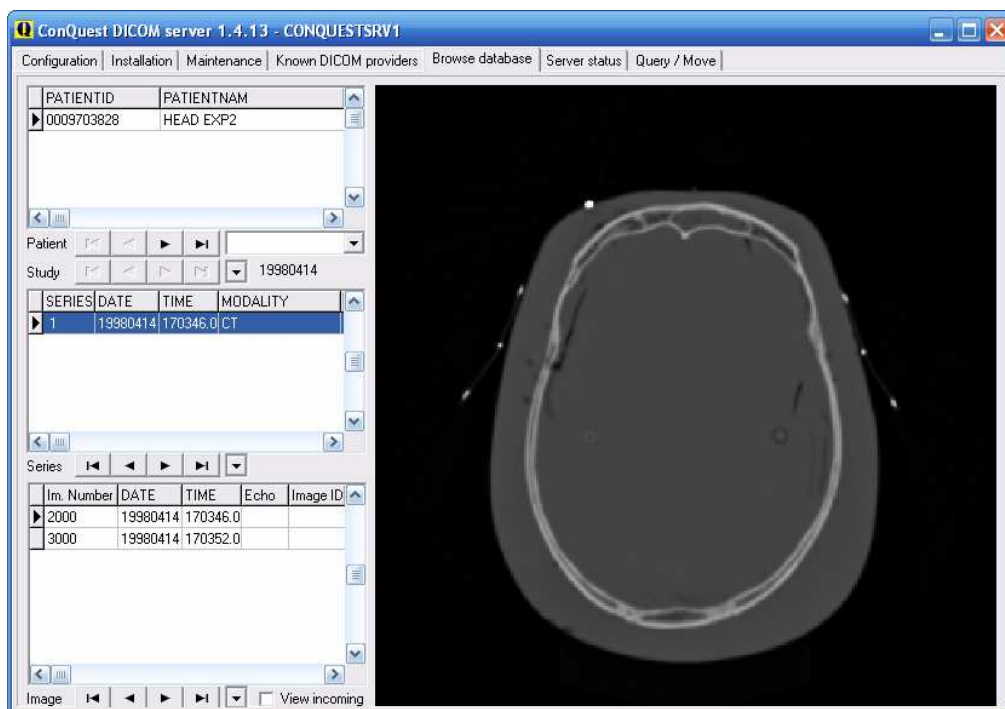 ConQuest DICOM server 1.4.13 - CONQUESTSRV1
Configuration Installation Maintenance Known DICOM providers Browse database Server status Query / Move
PATIENTID PATIENTNAM
0009703828 HEAD EXP2
Patient
Study 19980414
SERIES DATE TIME MODALITY
1 19980414 170346.0 CT
Series
Im. Number DATE TIME Echo Image ID
2000 19980414 170346.0
3000 19980414 170352.0
Image View incoming